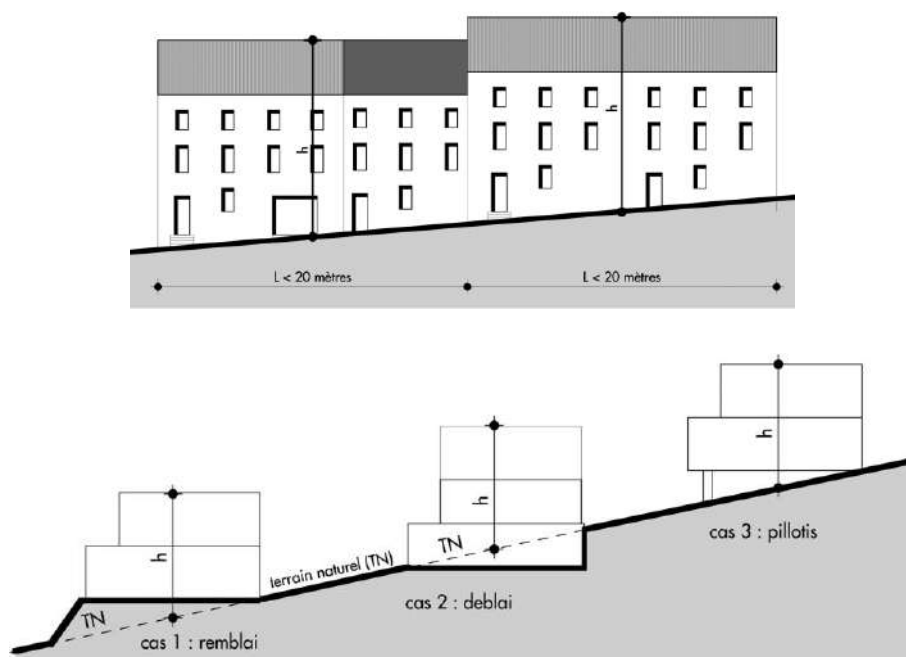 h
h
L < 20 mètres
L < 20 mètres
h
h
h
TN
terrain naturel (TN)
TN
cas 1 : remblai
cas 2 : deblai
cas 3 : pillotis